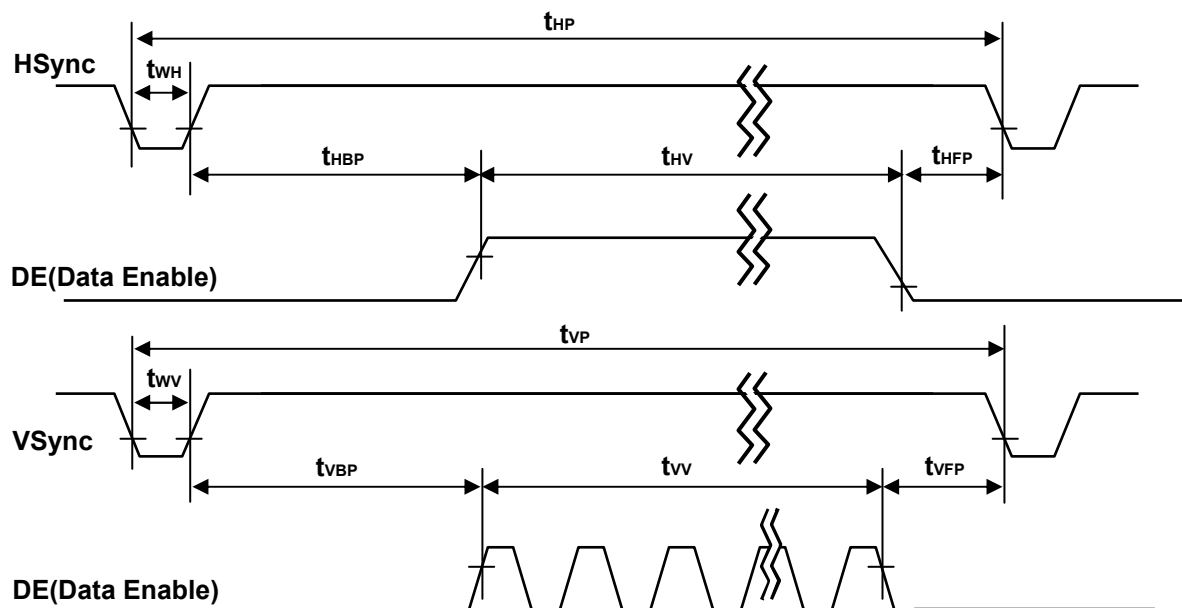 tHP
HSync
tWH
tHBP tHV tHFP
DE(Data Enable)
tVP
tWV
VSync
tVBP tVV tVFP
DE(Data Enable)